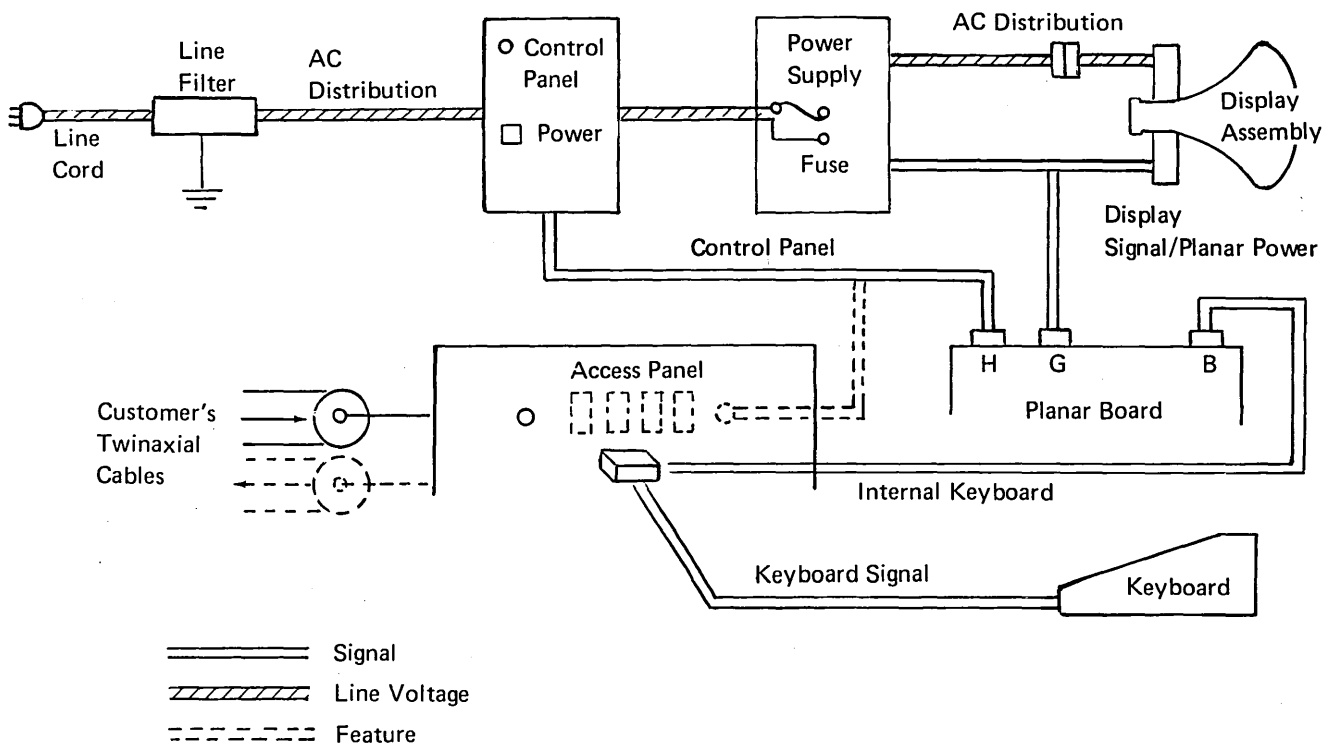 Line
Filter
AC
Distribution
Line
Cord
Control
Panel
Power
Power
Supply
Fuse
AC Distribution
Display
Assembly
Display
Signal/Planar Power
Control Panel
H
G
B
Planar Board
Access Panel
Customer's
Twinaxial
Cables
Internal Keyboard
Keyboard Signal
Keyboard
Signal
Line Voltage
Feature